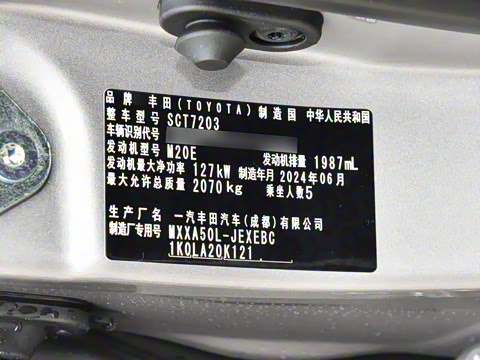 品牌 丰田(TOYOTA) 制造国 中华人民共和国
整车型号 SCT7203
车辆识别代号
发动机型号 M20E 发动机排量 1987mL
发动机最大净功率 127kW 制造年月 2024年06月
最大允许总质量 2070kg 乘坐人数5
生产厂名 一汽丰田汽车(成都)有限公司
制造厂专用号 MXXA50L-JEXEBC
1K0LA20K121